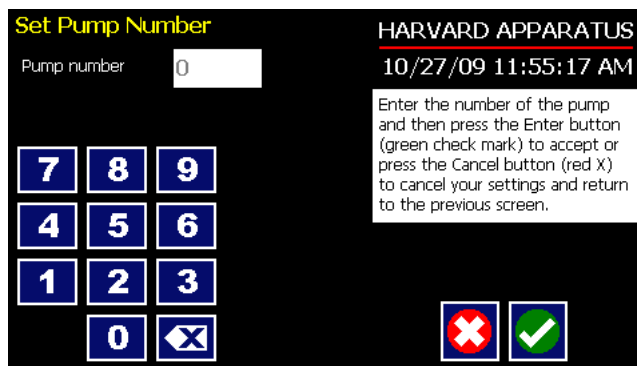 Set Pump Number
Pump number 0
7 8 9
4 5 6
1 2 3
0
HARVARD APPARATUS
10/27/09 11:55:17 AM
Enter the number of the pump
and then press the Enter button
(green check mark) to accept or
press the Cancel button (red X)
to cancel your settings and return
to the previous screen.